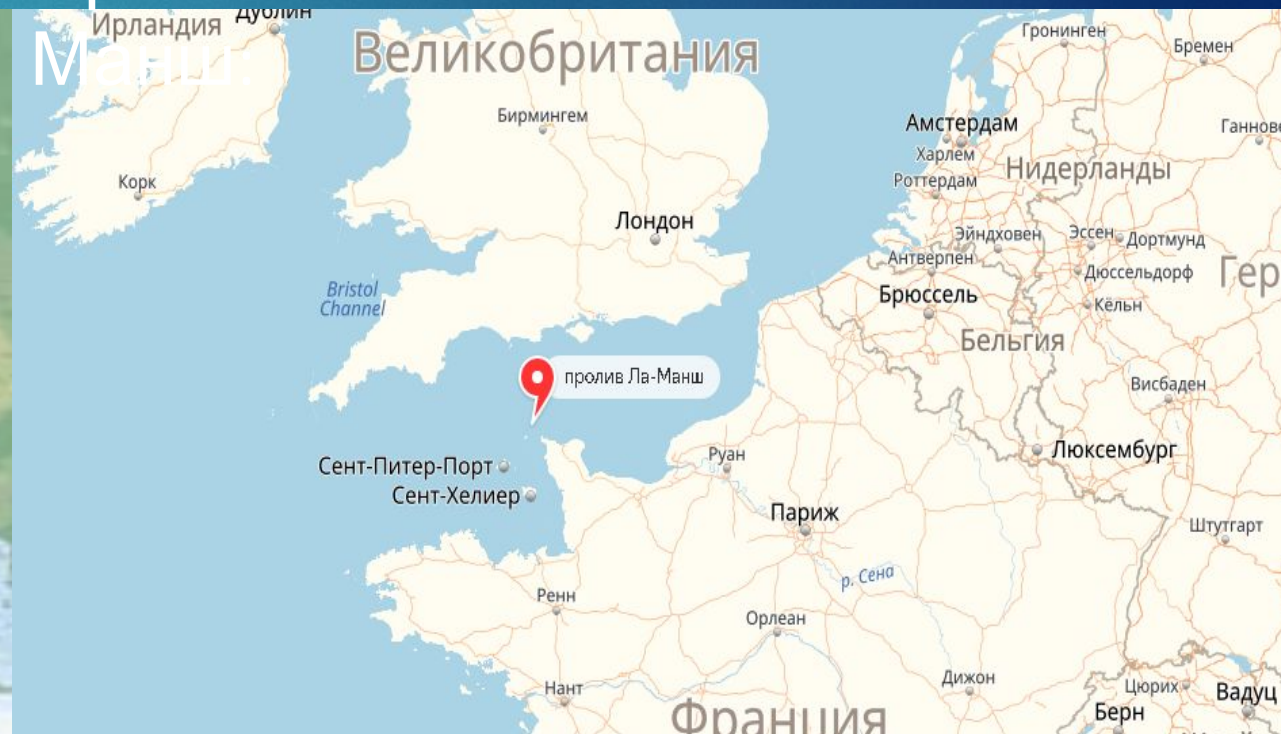 Манш:
Ирландия
Дублин
Великобритания
Гронинген
Бремен
Бирмингем
Амстердам
Харлем
Нидерланды
Роттердам
Корк
Лондон
Эйндховен
Эссен
Дортмунд
Антверпен
Дюссельдорф
Bristol
Channel
Брюссель
Кёльн
Бельгия
пролив Ла-Манш
Висбаден
Люксембург
Руан
Сент-Питер-Порт
Сент-Хелиер
Париж
Штутгарт
р. Сена
Ренн
Орлеан
Дижон
Нант
Цюрих
Вадуц
Берн
Франция